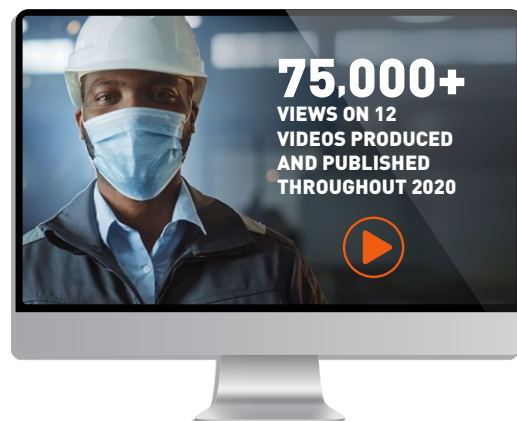 75,000+
VIEWS ON 12
VIDEOS PRODUCED
AND PUBLISHED
THROUGHOUT 2020